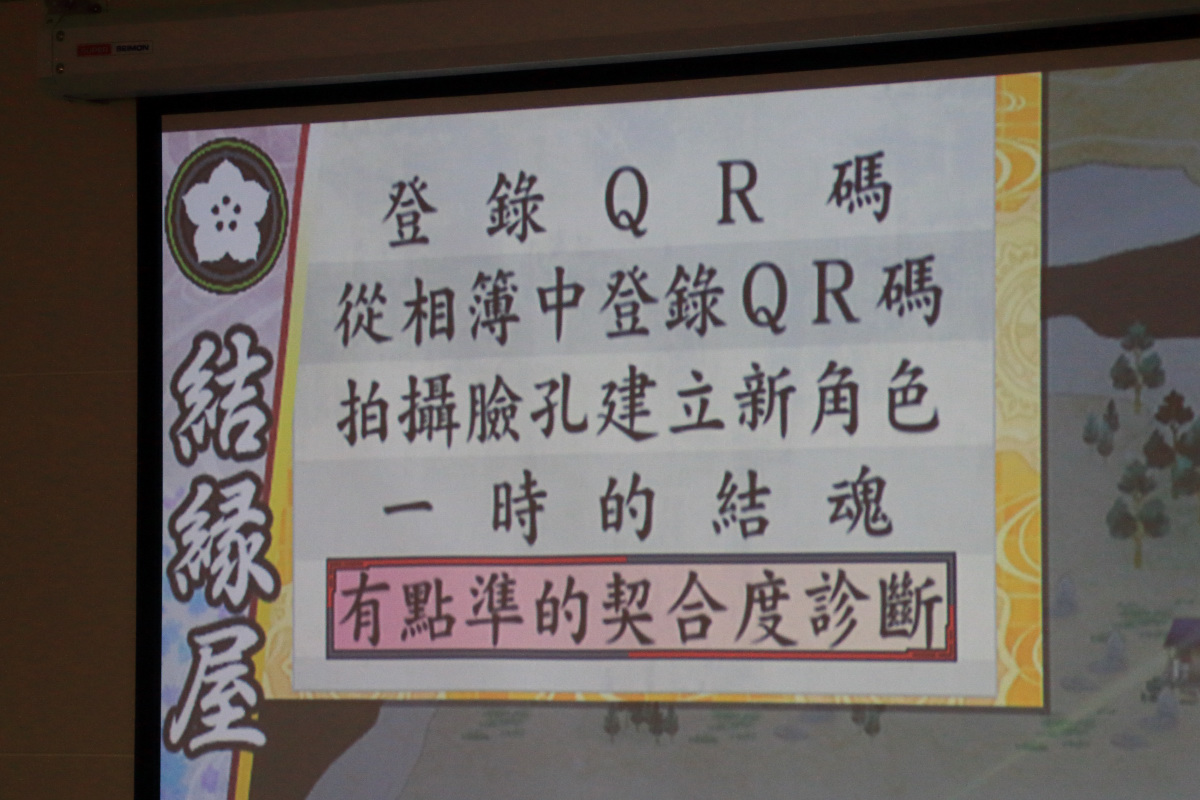 SEMON
結縁屋
登錄QR碼
從相簿中登錄QR碼
拍攝臉孔建立新角色
一時的結魂
有點準的契合度診斷